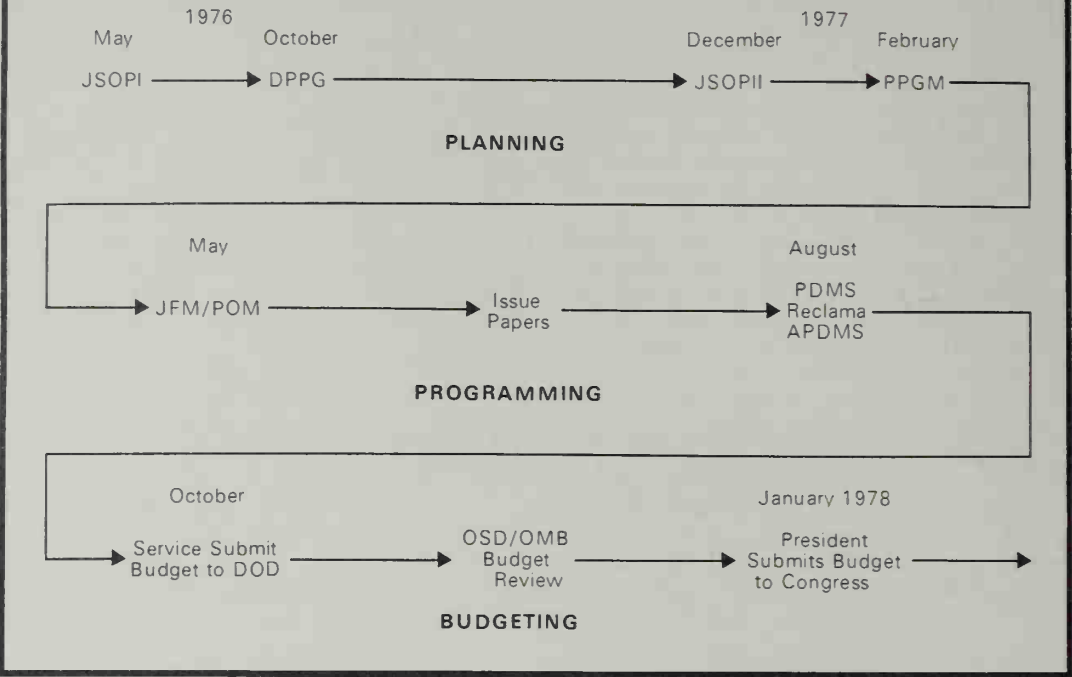 1976
1977
May
October
December
February
JSOPI
DPPG
JSOPII
PPGM
PLANNING
May
August
JFM/POM
Issue
Papers
PDMS
Reclama
APDMS
PROGRAMMING
October
January 1978
Service Submit
Budget to DOD
OSD/OMB
Budget
Review
President
Submits Budget
to Congress
BUDGETING